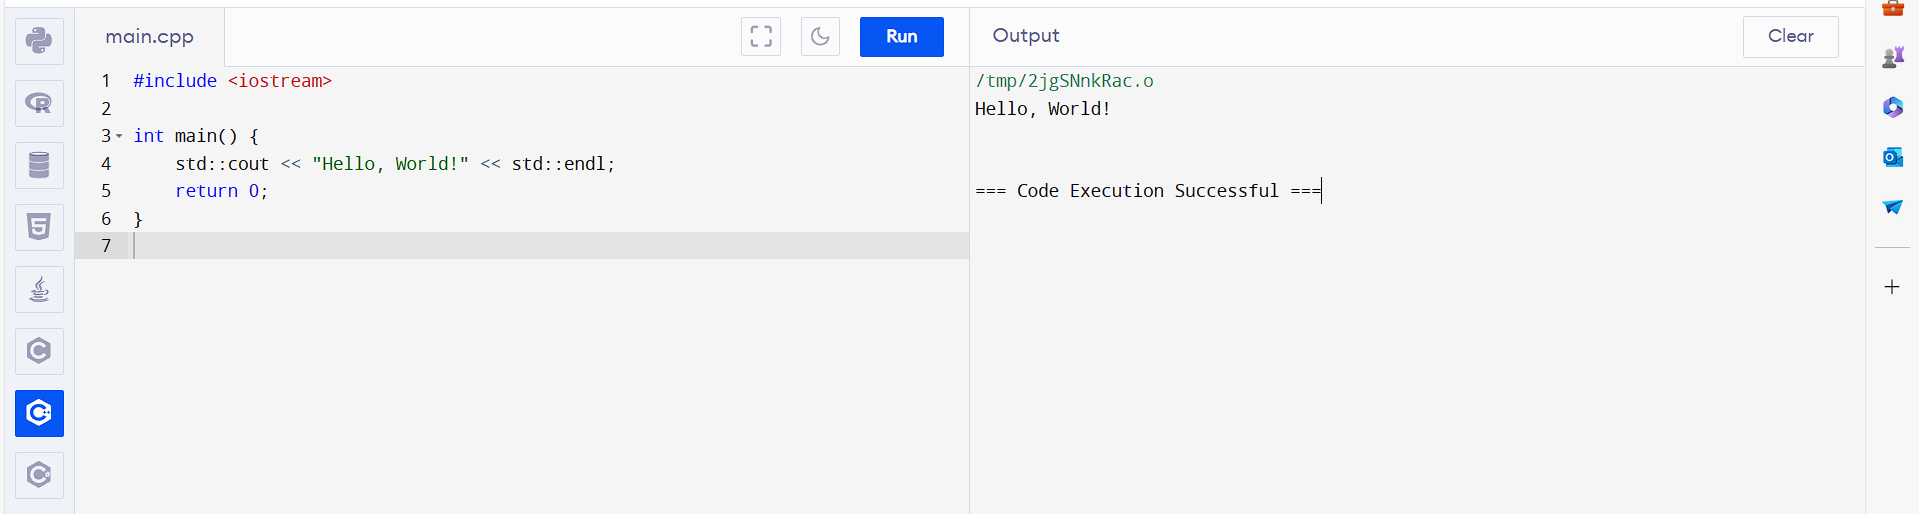 main.cpp
Run
1 #include <iostream>
2
3 int main() {
4     std::cout << "Hello, World!" << std::endl;
5     return 0;
6 }
7
Output
Clear
/tmp/2jgSNnkRac.o
Hello, World!
=== Code Execution Successful ===